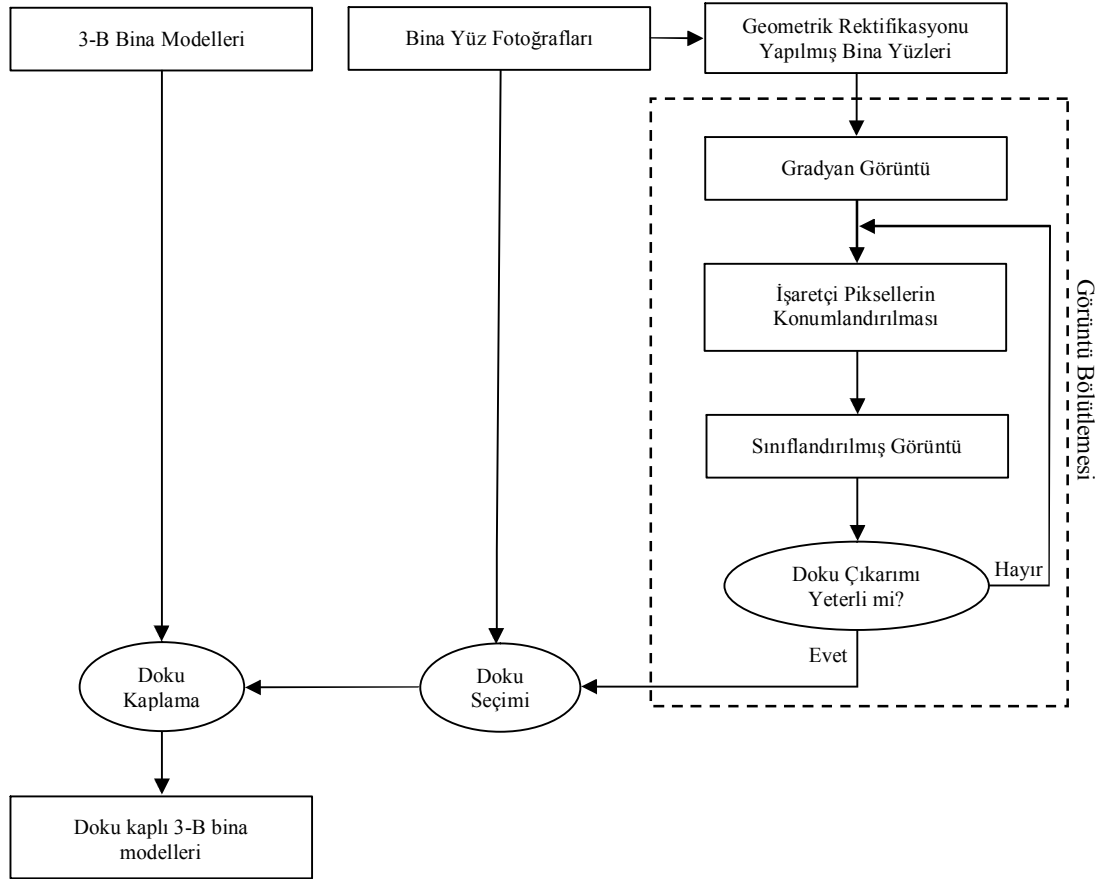 3-B Bina Modelleri
Bina Yüz Fotoğrafları
Geometrik Rektifikasyonu
Yapılmış Bina Yüzleri
Gradyan Görüntü
İşaretçi Piksellerin
Konumlandırılması
Sınıflandırılmış Görüntü
Doku Çıkarımı
Yeterli mi?
Hayır
Evet
Görüntü Bölütlemesi
Doku
Seçimi
Doku
Kaplama
Doku kaplı 3-B bina
modelleri